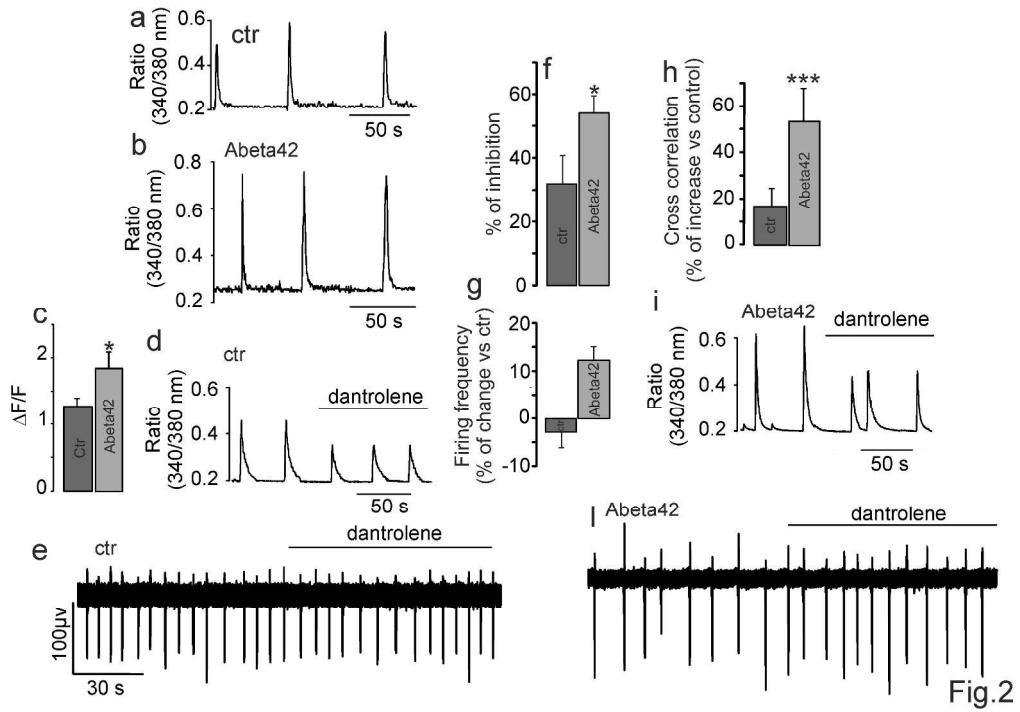 a
ctr
Ratio
(340/380 nm)
0.6
0.4
0.2
50 s
b
Abeta42
Ratio
(340/380 nm)
0.8
0.6
0.4
0.2
50 s
c
ΔF/F
2
1
0
*
Ctr
Abeta42
d
ctr
dantrolene
Ratio
(340/380 nm)
0.6
0.4
0.2
50 s
e
ctr
dantrolene
100μv
30 s
f
% of inhibition
60
40
20
0
*
ctr
Abeta42
g
Firing frequency
(% of change vs ctr)
20
10
0
-10
ctr
Abeta42
h
Cross correlation
(% of increase vs control)
60
40
20
0
***
ctr
Abeta42
i
Abeta42
dantrolene
Ratio
(340/380 nm)
0.6
0.4
0.2
50 s
l
Abeta42
dantrolene
Fig.2